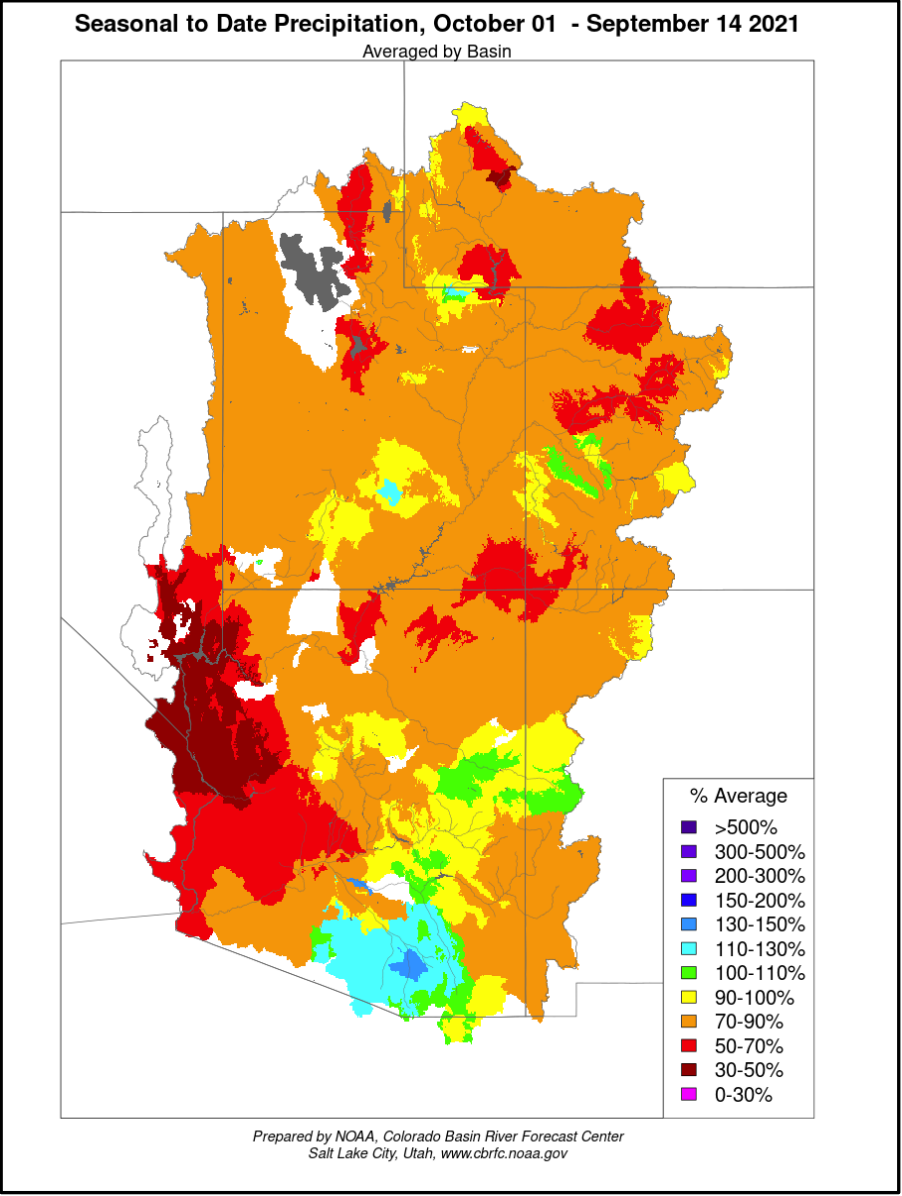 Seasonal to Date Precipitation, October 01 - September 14 2021
Averaged by Basin
% Average
>500%
300-500%
200-300%
150-200%
130-150%
110-130%
100-110%
90-100%
70-90%
50-70%
30-50%
0-30%
Prepared by NOAA, Colorado Basin River Forecast Center
Salt Lake City, Utah, www.cbrfc.noaa.gov